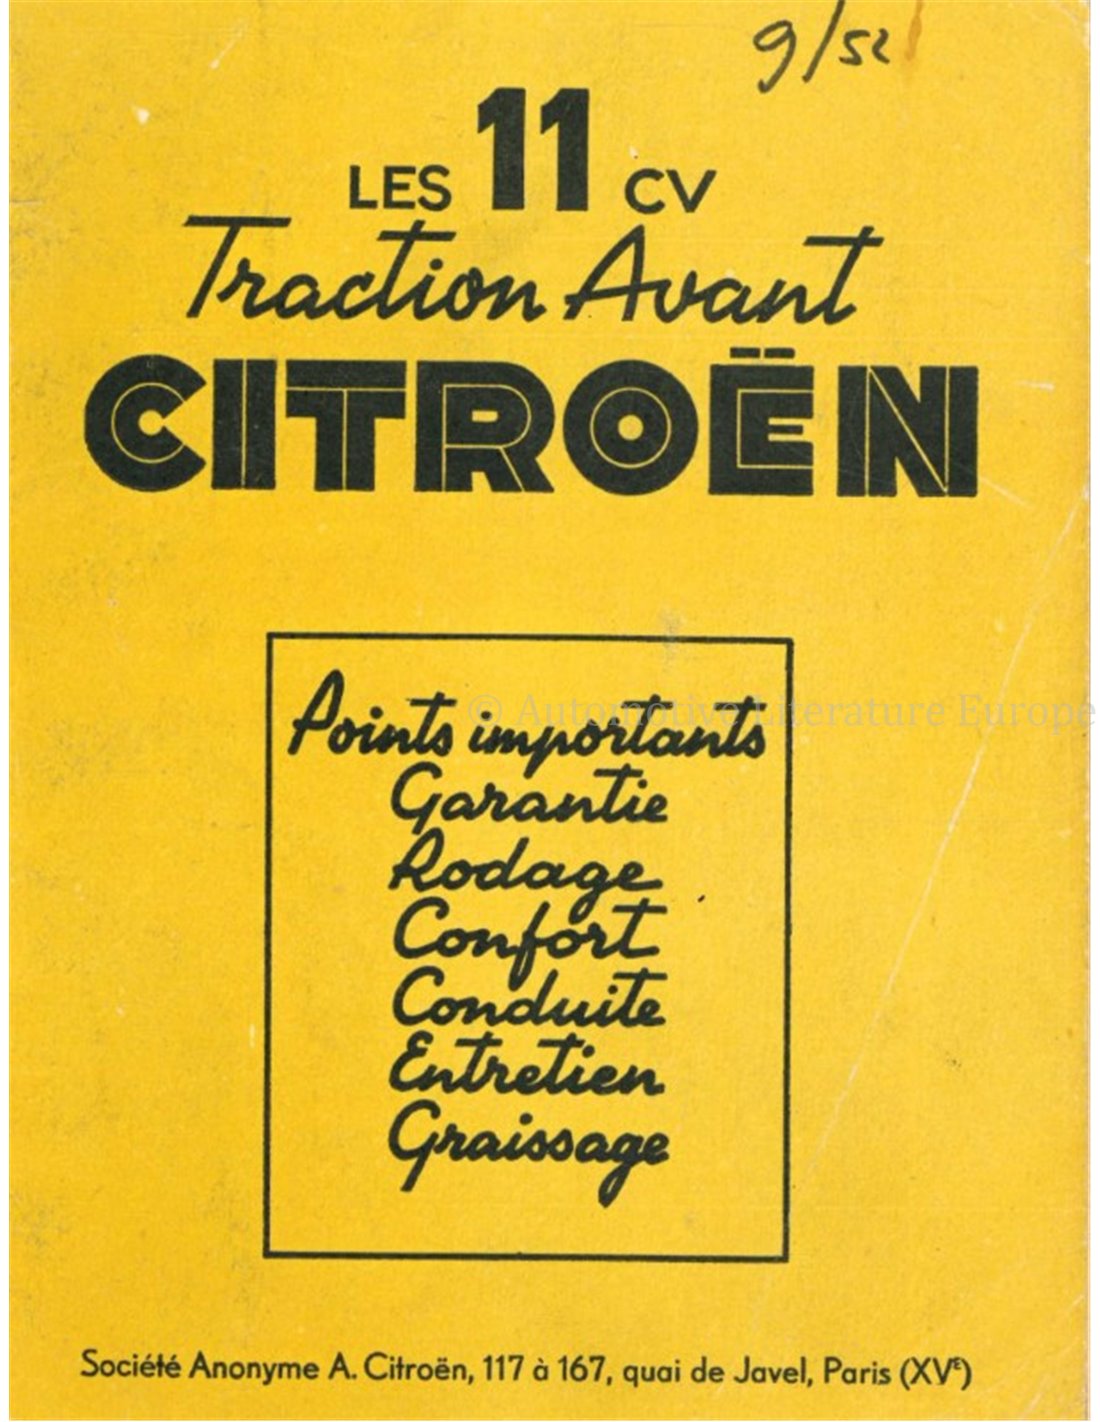 9/52
LES 11 CV
Traction Avant
CITROËN
Points importants
© Automotive Literature Europe
Garantie
Rodage
Confort
Conduite
Entretien
Graissage
Société Anonyme A. Citroën, 117 à 167, quai de Javel, Paris (XVᴱ)